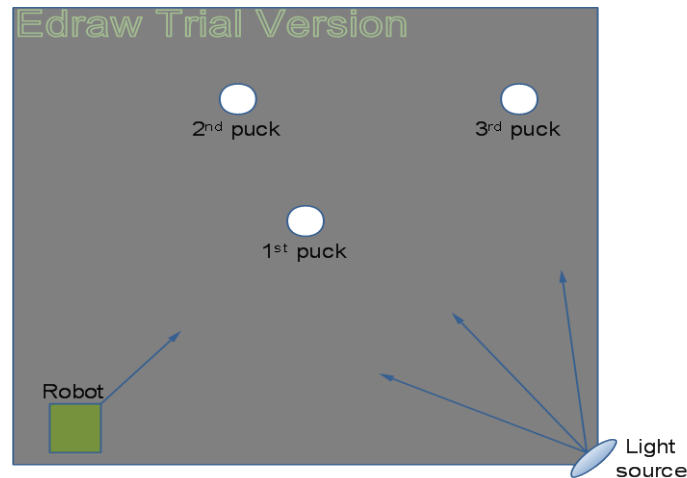 Edraw Trial Version
2nd puck
3rd puck
1st puck
Robot
Light
source